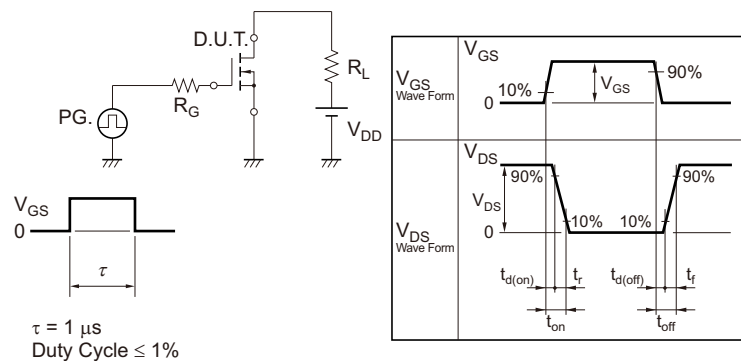 D.U.T.
R_L
R_G
PG.
V_DD
V_GS
0
τ
τ = 1 μs
Duty Cycle ≤ 1%
V_GS
Wave Form
V_GS
10%
V_GS
90%
0
V_DS
Wave Form
V_DS
90%
90%
V_DS
10% 10%
0
t_d(on) t_r t_d(off) t_f
t_on t_off